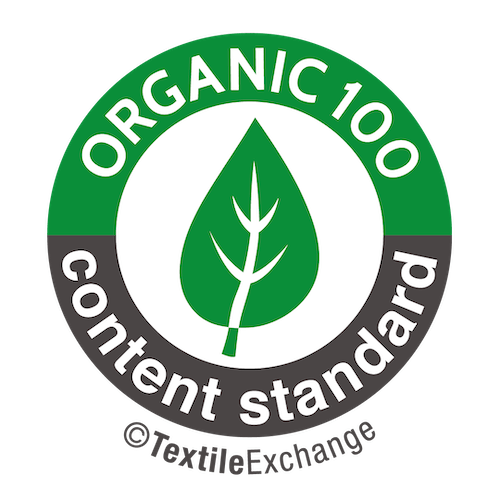 ORGANIC 100
content standard
©TextileExchange